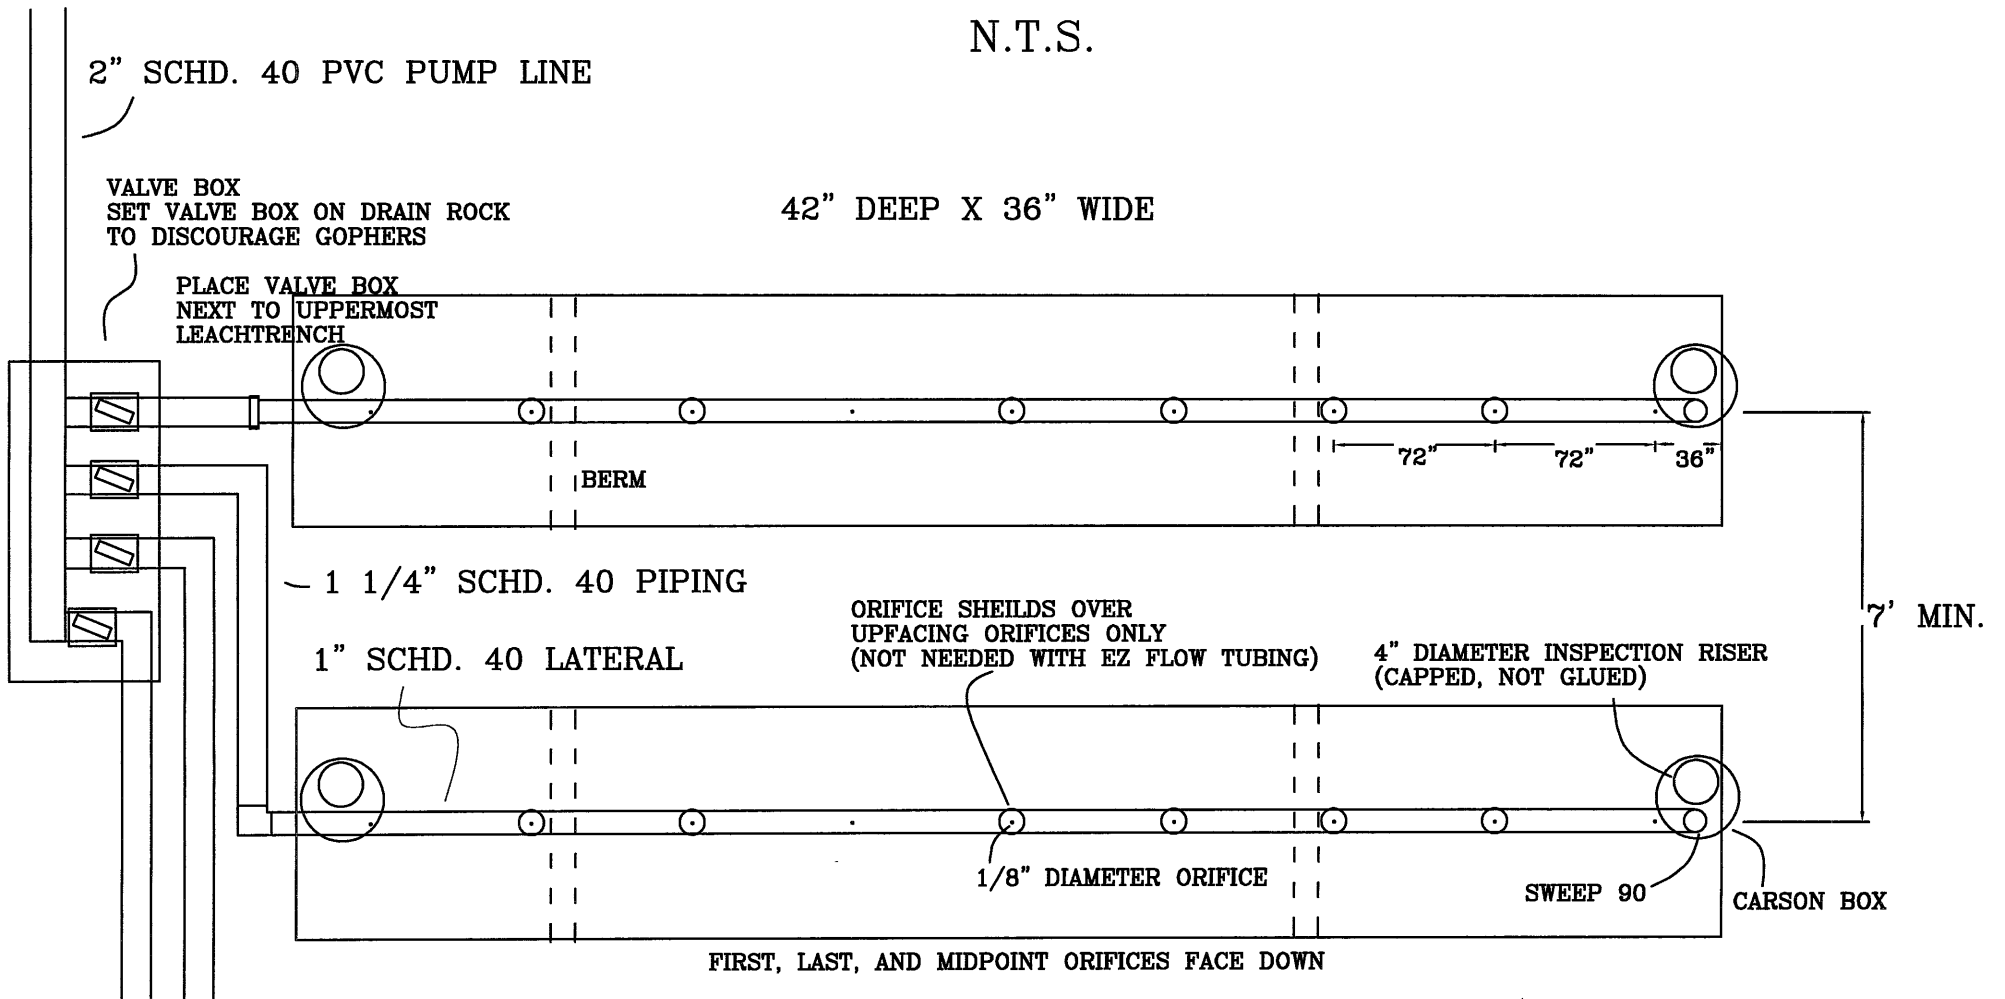 N.T.S.
2” SCHD. 40 PVC PUMP LINE
VALVE BOX
SET VALVE BOX ON DRAIN ROCK
TO DISCOURAGE GOPHERS
42” DEEP X 36” WIDE
PLACE VALVE BOX
NEXT TO UPPERMOST
LEACHTRENCH
72”
72”
36”
BERM
1 1/4” SCHD. 40 PIPING
7’ MIN.
ORIFICE SHEILDS OVER
UPFACING ORIFICES ONLY
(NOT NEEDED WITH EZ FLOW TUBING)
1” SCHD. 40 LATERAL
4” DIAMETER INSPECTION RISER
(CAPPED, NOT GLUED)
1/8” DIAMETER ORIFICE
SWEEP 90
CARSON BOX
FIRST, LAST, AND MIDPOINT ORIFICES FACE DOWN